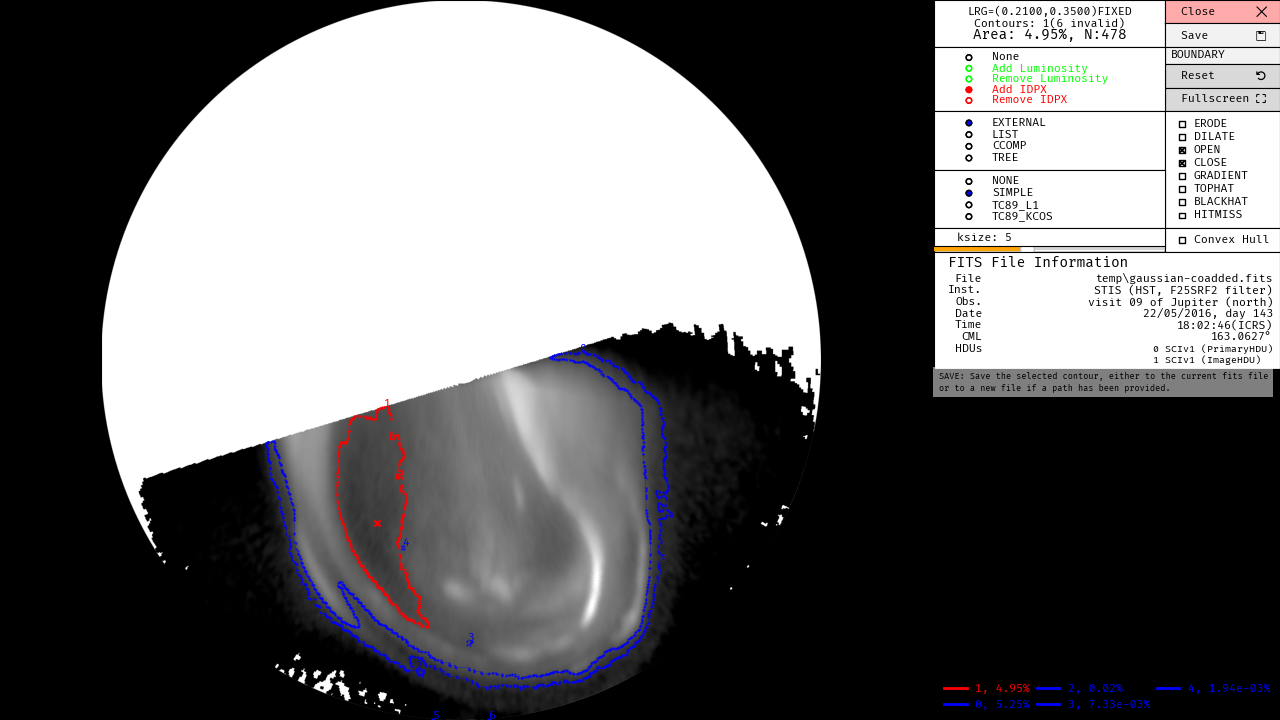 LRG=(0.2100,0.3500)FIXED
Contours: 1(6 invalid)
Area: 4.95%, N:478
None
Add Luminosity
Remove Luminosity
Add IDPX
Remove IDPX
EXTERNAL
LIST
CCOMP
TREE
NONE
SIMPLE
TC89_L1
TC89_KCOS
ksize: 5
Close
Save
BOUNDARY
Reset
Fullscreen
ERODE
DILATE
OPEN
CLOSE
GRADIENT
TOPHAT
BLACKHAT
HITMISS
Convex Hull
FITS File Information
File temp\gaussian-coadded.fits
Inst. STIS (HST, F25SRF2 filter)
Obs. visit 09 of Jupiter (north)
Date 22/05/2016, day 143
Time 18:02:46(ICRS)
CML 163.0627°
HDUs 0 SCIv1 (PrimaryHDU)
1 SCIv1 (ImageHDU)
SAVE: Save the selected contour, either to the current fits file
or to a new file if a path has been provided.
1
4
3
5
6
1, 4.95% 2, 0.02% 4, 1.94e-03%
0, 5.25% 3, 7.33e-03%